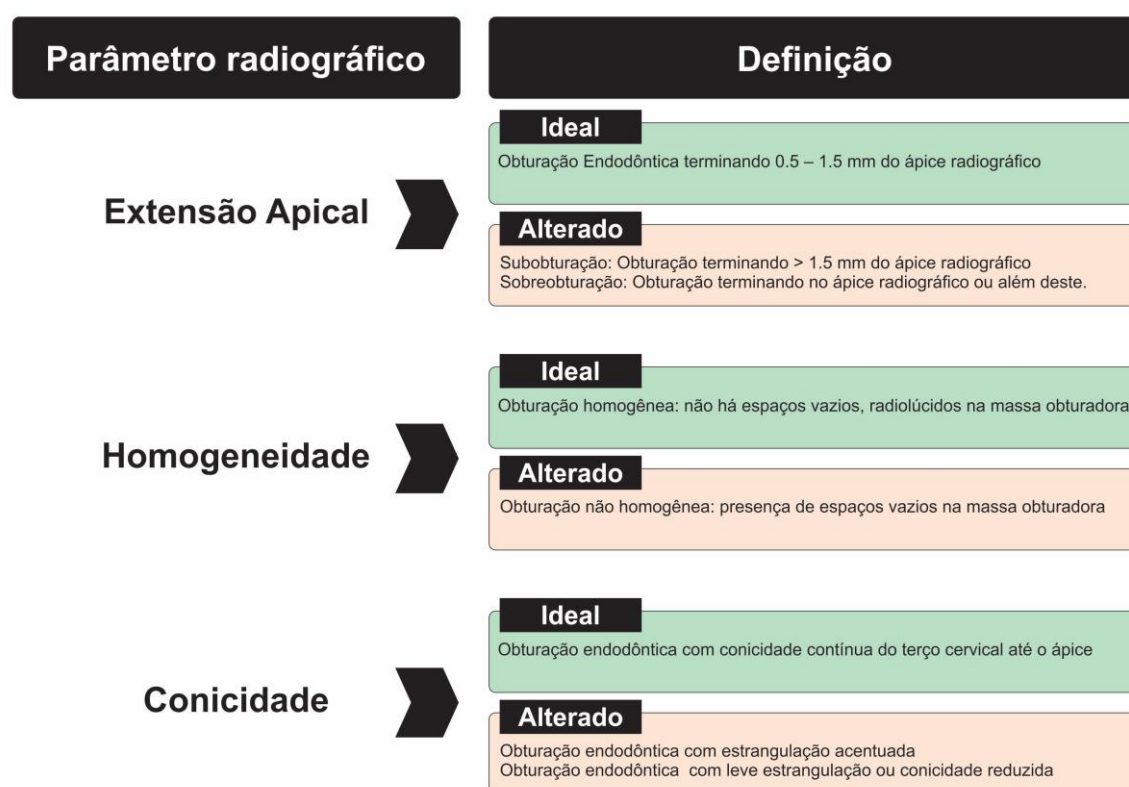 Parâmetro radiográfico
Definição
Extensão Apical
Ideal
Obturação Endodôntica terminando 0.5 – 1.5 mm do ápice radiográfico
Alterado
Subobturação: Obturação terminando > 1.5 mm do ápice radiográfico
Sobreobturação: Obturação terminando no ápice radiográfico ou além deste.
Homogeneidade
Ideal
Obturação homogênea: não há espaços vazios, radiolúcidos na massa obturadora
Alterado
Obturação não homogênea: presença de espaços vazios na massa obturadora
Conicidade
Ideal
Obturação endodôntica com conicidade contínua do terço cervical até o ápice
Alterado
Obturação endodôntica com estrangulação acentuada
Obturação endodôntica com leve estrangulação ou conicidade reduzida